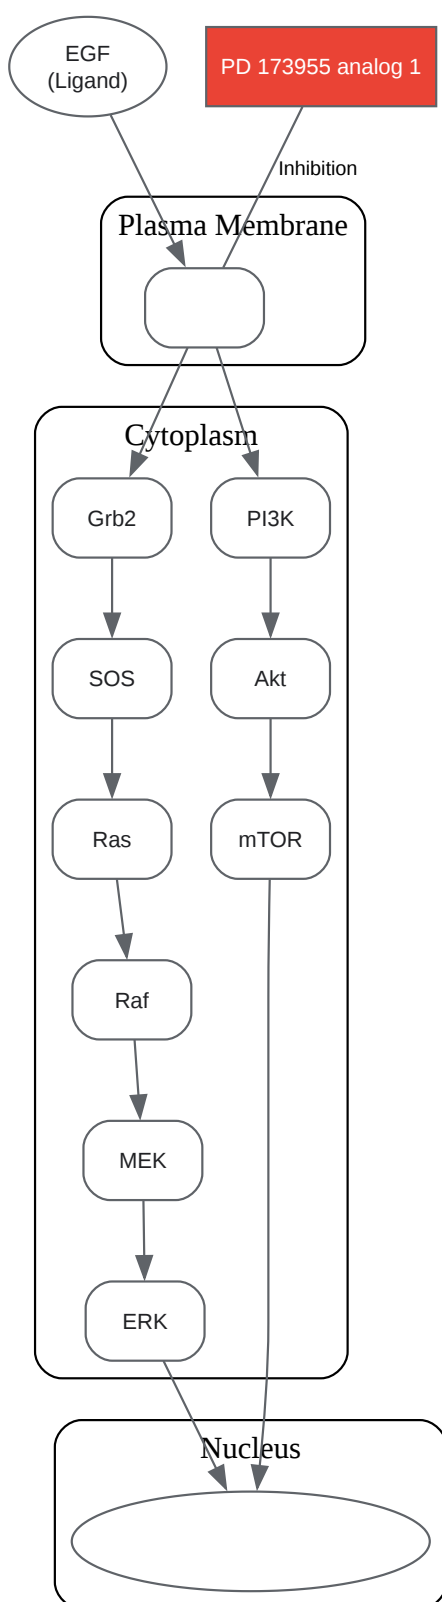 EGF
(Ligand)
PD 173955 analog 1
Inhibition
Plasma Membrane
Cytoplasm
Grb2
PI3K
SOS
Akt
Ras
mTOR
Raf
MEK
ERK
Nucleus